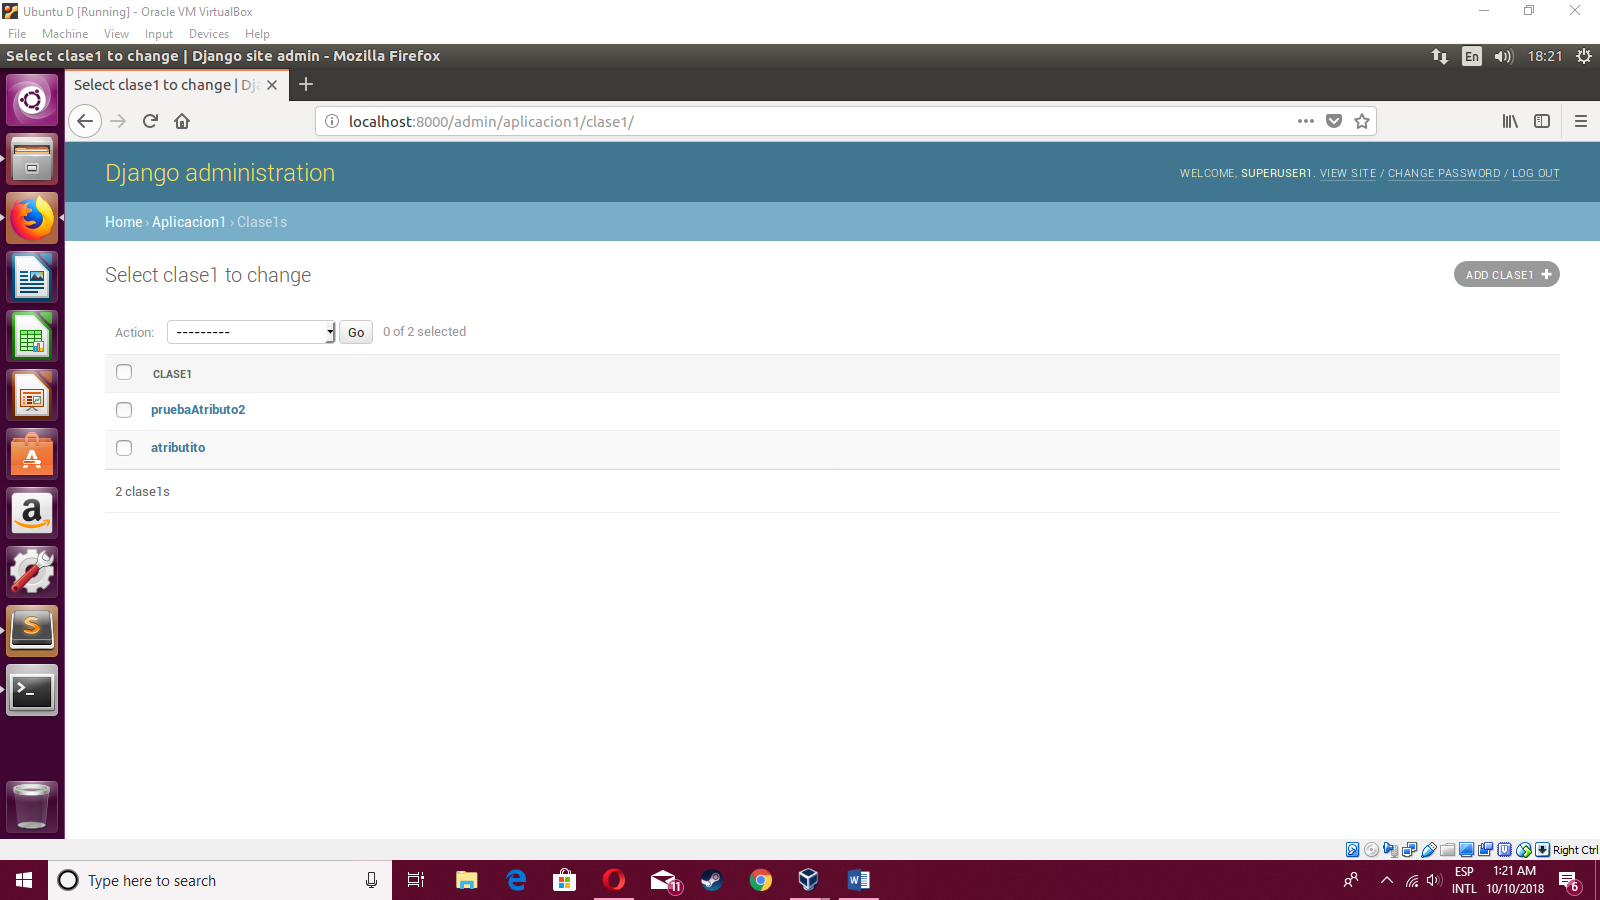 Ubuntu D [Running] - Oracle VM VirtualBox
File Machine View Input Devices Help
Select clase1 to change | Django site admin - Mozilla Firefox
En 18:21
Select clase1 to change | Dj
localhost:8000/admin/aplicacion1/clase1/
Django administration
WELCOME, SUPERUSER1. VIEW SITE / CHANGE PASSWORD / LOG OUT
Home › Aplicacion1 › Clase1s
Select clase1 to change
ADD CLASE1 +
Action: --------- Go 0 of 2 selected
CLASE1
pruebaAtributo2
atributito
2 clase1s
Right Ctrl
Type here to search
11
ESP
INTL
1:21 AM
10/10/2018
6